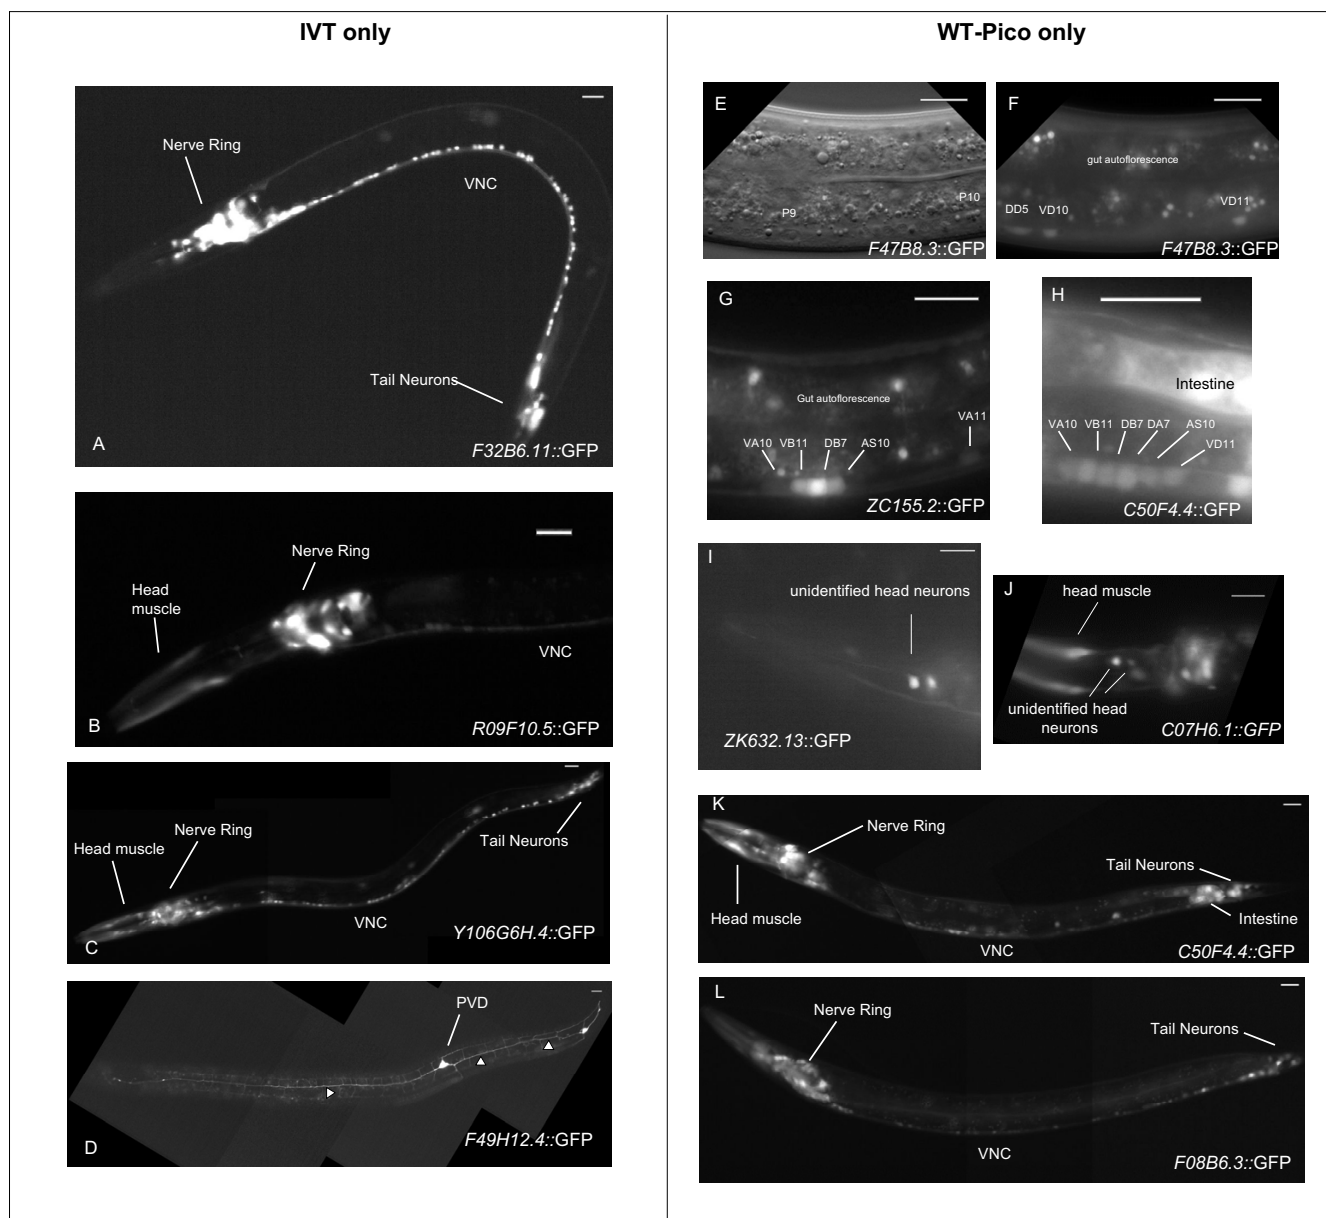 IVT only
WT-Pico only
Nerve Ring
VNC
Tail Neurons
A
F32B6.11::GFP
Nerve Ring
Head
muscle
VNC
B
R09F10.5::GFP
Nerve Ring
Head muscle
Tail Neurons
VNC
C
Y106G6H.4::GFP
PVD
D
F49H12.4::GFP
E
P9
P10
F47B8.3::GFP
F
gut autoflorescence
DD5
VD10
VD11
F47B8.3::GFP
G
Gut autoflorescence
VA11
VA10
VB11
DB7
AS10
ZC155.2::GFP
H
Intestine
VA10
VB11
DB7
DA7
AS10
VD11
C50F4.4::GFP
I
unidentified head neurons
ZK632.13::GFP
J
head muscle
unidentified head
neurons
C07H6.1::GFP
K
Nerve Ring
Tail Neurons
Head muscle
Intestine
VNC
C50F4.4::GFP
L
Nerve Ring
Tail Neurons
VNC
F08B6.3::GFP